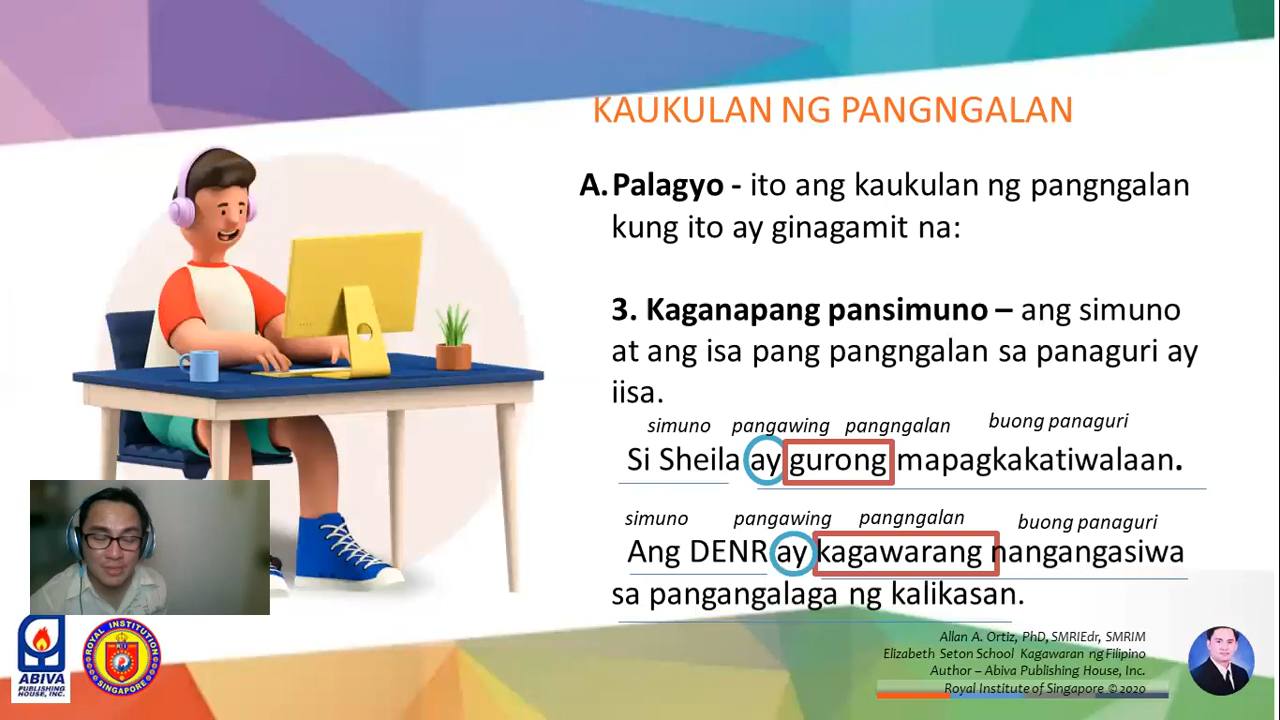 KAUKULAN NG PANGNGALAN
A. Palagyo - ito ang kaukulan ng pangngalan
kung ito ay ginagamit na:
3. Kaganapang pansimuno – ang simuno
at ang isa pang pangngalan sa panaguri ay
iisa.
simuno pangawing pangngalan buong panaguri
Si Sheila ay gurong mapagkakatiwalaan.
simuno pangawing pangngalan buong panaguri
Ang DENR ay kagawarang nangangasiwa
sa pangangalaga ng kalikasan.
ABIVA
PUBLISHING
HOUSE, INC.
ROYAL INSTITUTION
SINGAPORE
Allan A. Ortiz, PhD, SMRIEdr, SMRIM
Elizabeth Seton School Kagawaran ng Filipino
Author – Abiva Publishing House, Inc.
Royal Institute of Singapore © 2020